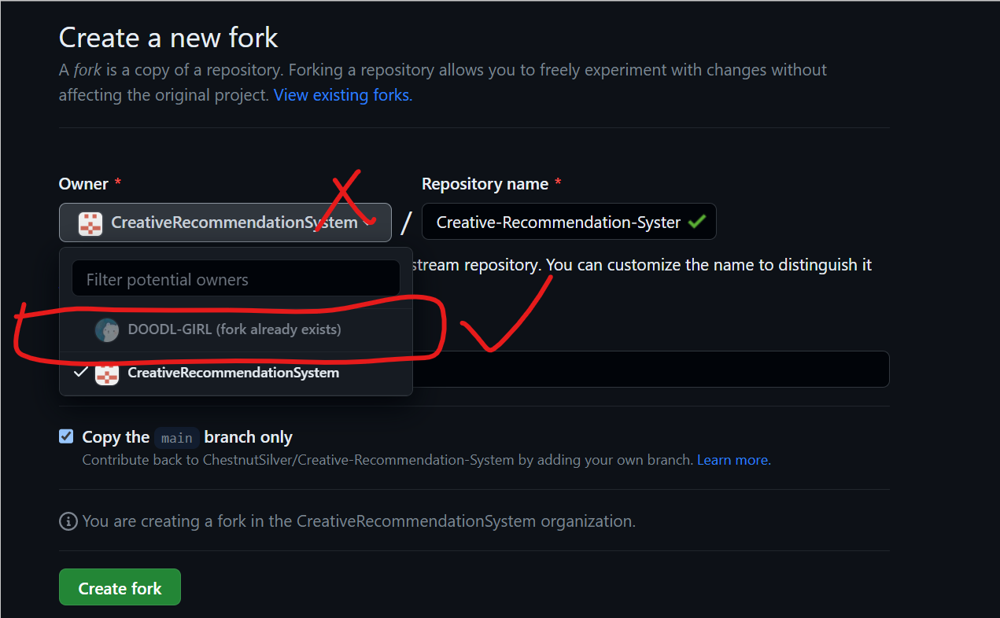 Create a new fork
A fork is a copy of a repository. Forking a repository allows you to freely experiment with changes without
affecting the original project. View existing forks.
Owner *
Repository name *
CreativeRecommendationSystem
/
Creative-Recommendation-Syster
Filter potential owners
stream repository. You can customize the name to distinguish it
DOODL-GIRL (fork already exists)
CreativeRecommendationSystem
Copy the main branch only
Contribute back to ChestnutSilver/Creative-Recommendation-System by adding your own branch. Learn more.
You are creating a fork in the CreativeRecommendationSystem organization.
Create fork